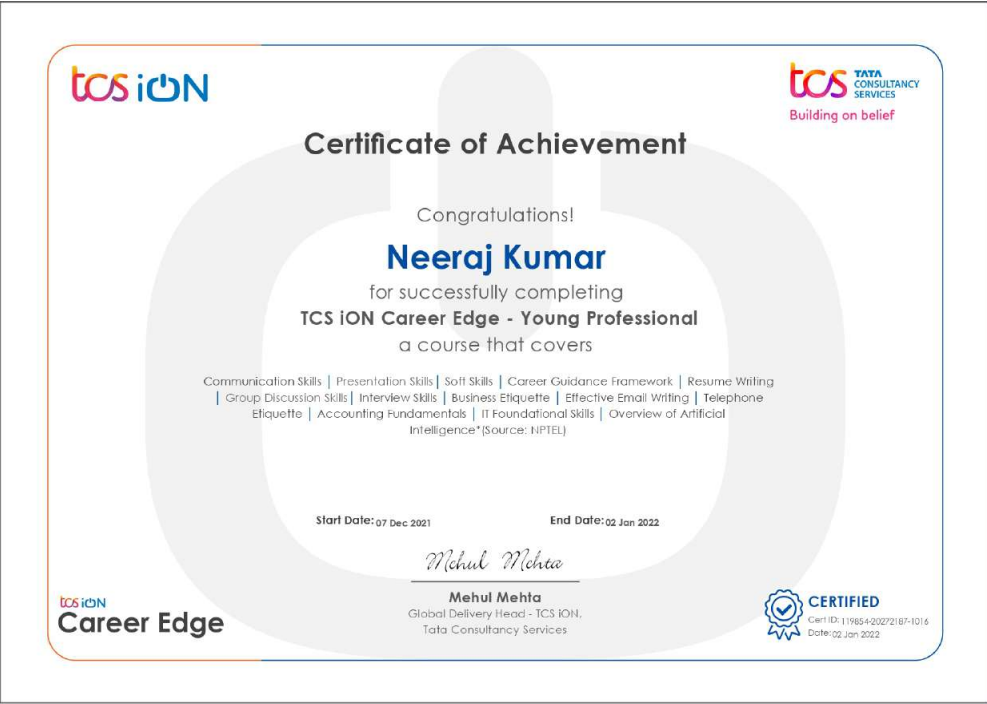 tcs iON
tcs TATA
CONSULTANCY
SERVICES
Building on belief
Certificate of Achievement
Congratulations!
Neeraj Kumar
for successfully completing
TCS iON Career Edge - Young Professional
a course that covers
Communication Skills | Presentation Skills | Soft Skills | Career Guidance Framework | Resume Writing
| Group Discussion Skills | Interview Skills | Business Etiquette | Effective Email Writing | Telephone
Etiquette | Accounting Fundamentals | IT Foundational Skills | Overview of Artificial
Intelligence*(Source: NPTEL)
Start Date: 07 Dec 2021
End Date: 02 Jan 2022
Mehul Mehta
Mehul Mehta
Global Delivery Head - TCS iON,
Tata Consultancy Services
tcs iON
Career Edge
CERTIFIED
Cert ID: 119854-20272187-1016
Date: 02 Jan 2022